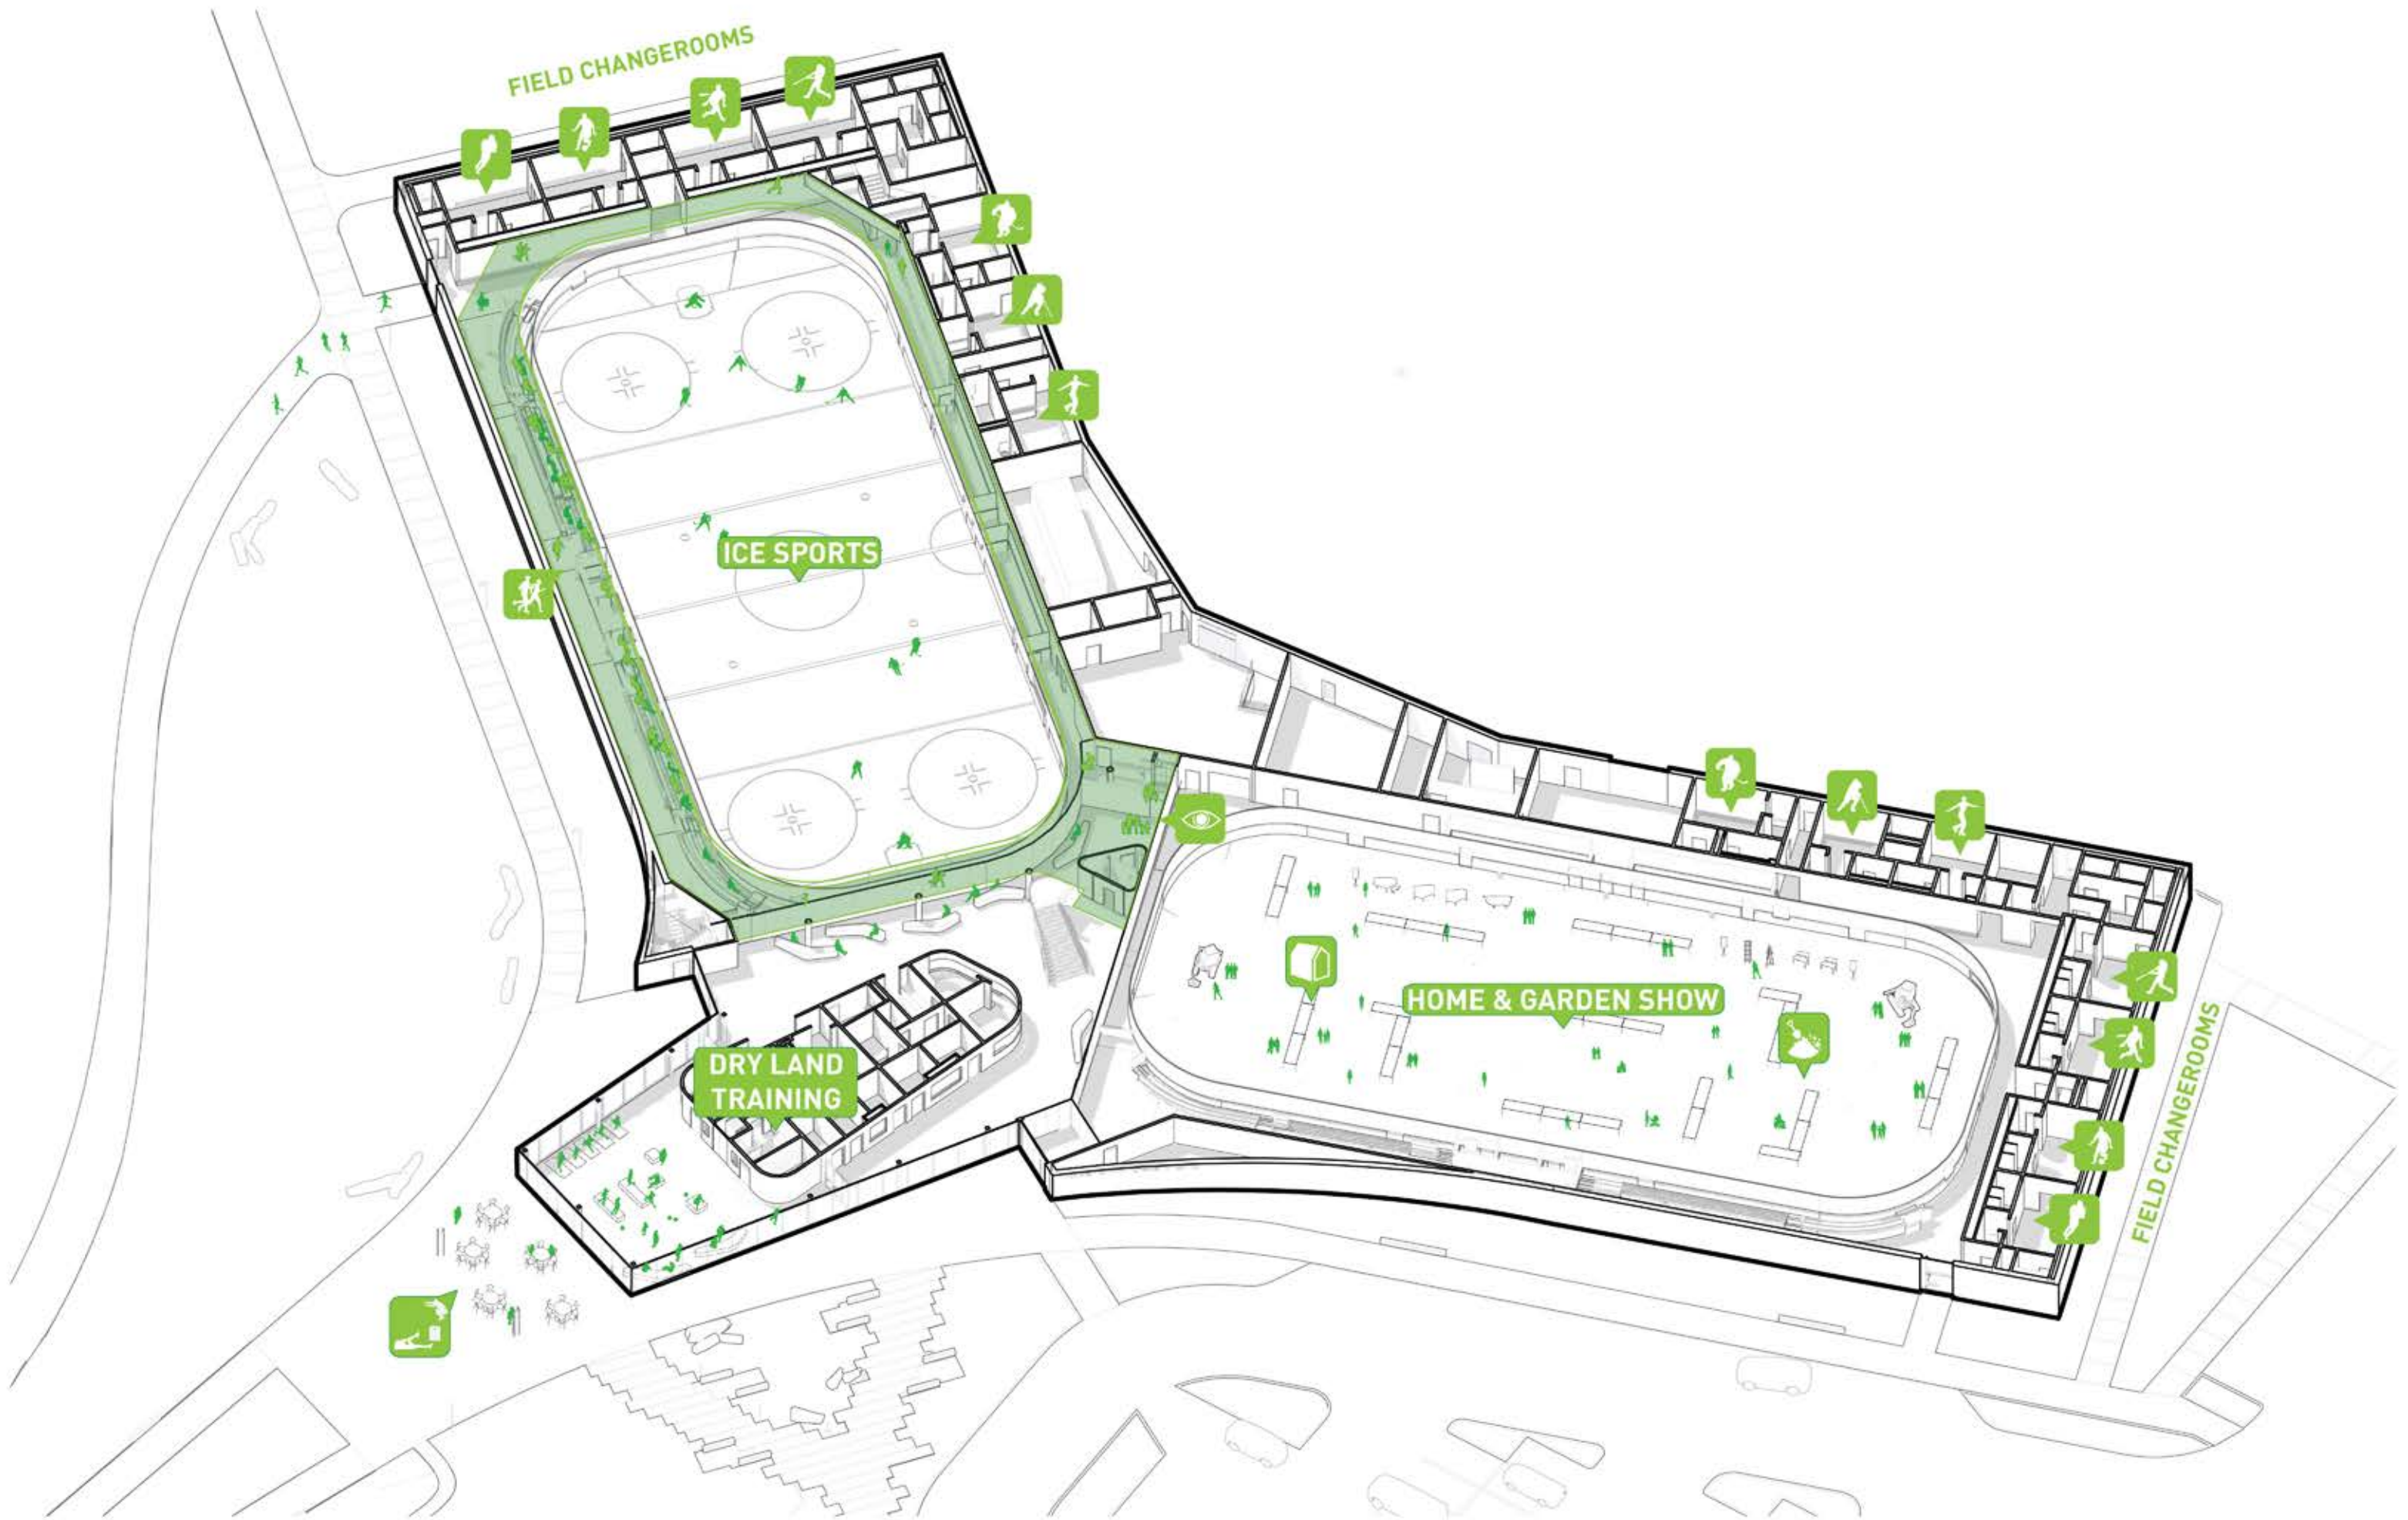 FIELD CHANGEROOMS
ICE SPORTS
HOME & GARDEN SHOW
DRY LAND
TRAINING
FIELD CHANGEROOMS